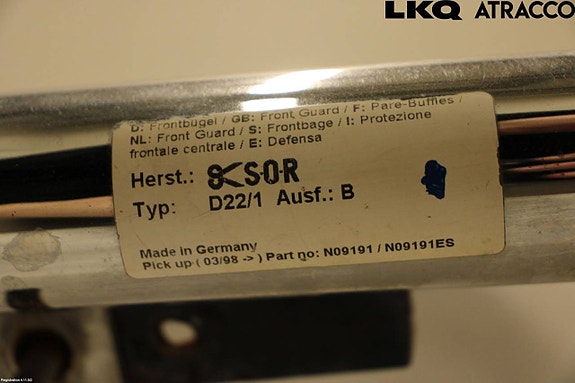 LKQ ATRACCO
D: Frontbügel / GB: Front Guard / F: Pare-Buffles /
NL: Front Guard / S: Frontbage / I: Protezione
frontale centrale / E: Defensa
Herst.: S·O·R
Typ: D22/1 Ausf.: B
Made in Germany
Pick up ( 03/98 -> ) Part no: N09191 / N09191ES